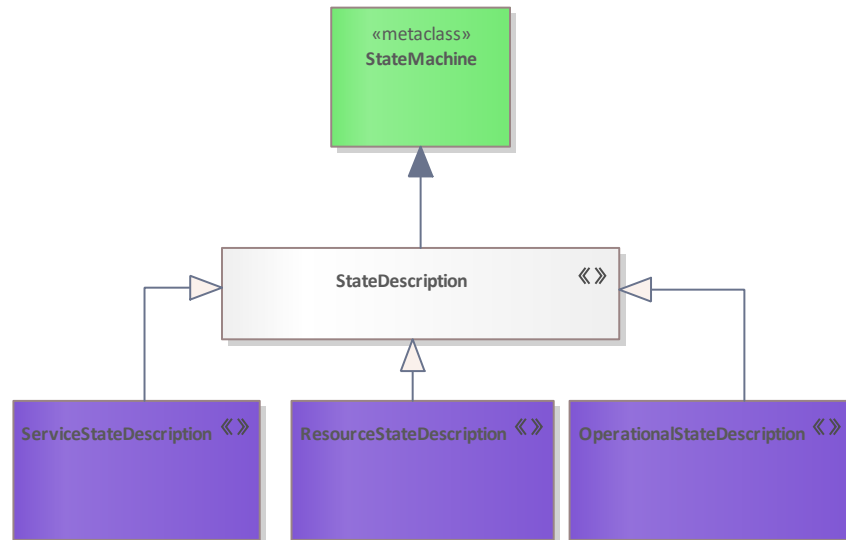 «metaclass»
StateMachine
StateDescription «»
ServiceStateDescription «»
ResourceStateDescription «»
OperationalStateDescription «»